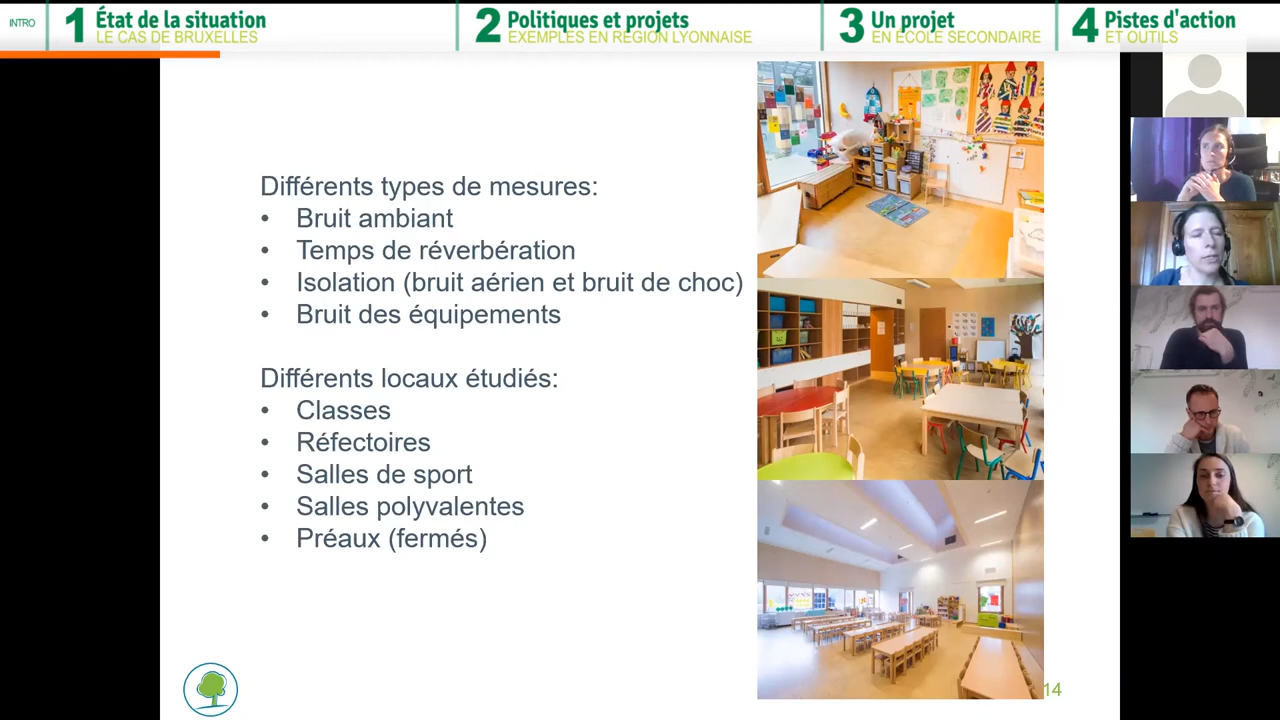 INTRO
1 État de la situation
LE CAS DE BRUXELLES
2 Politiques et projets
EXEMPLES EN RÉGION LYONNAISE
3 Un projet
EN ÉCOLE SECONDAIRE
4 Pistes d'action
ET OUTILS
Différents types de mesures:
• Bruit ambiant
• Temps de réverbération
• Isolation (bruit aérien et bruit de choc)
• Bruit des équipements
Différents locaux étudiés:
• Classes
• Réfectoires
• Salles de sport
• Salles polyvalentes
• Préaux (fermés)
14